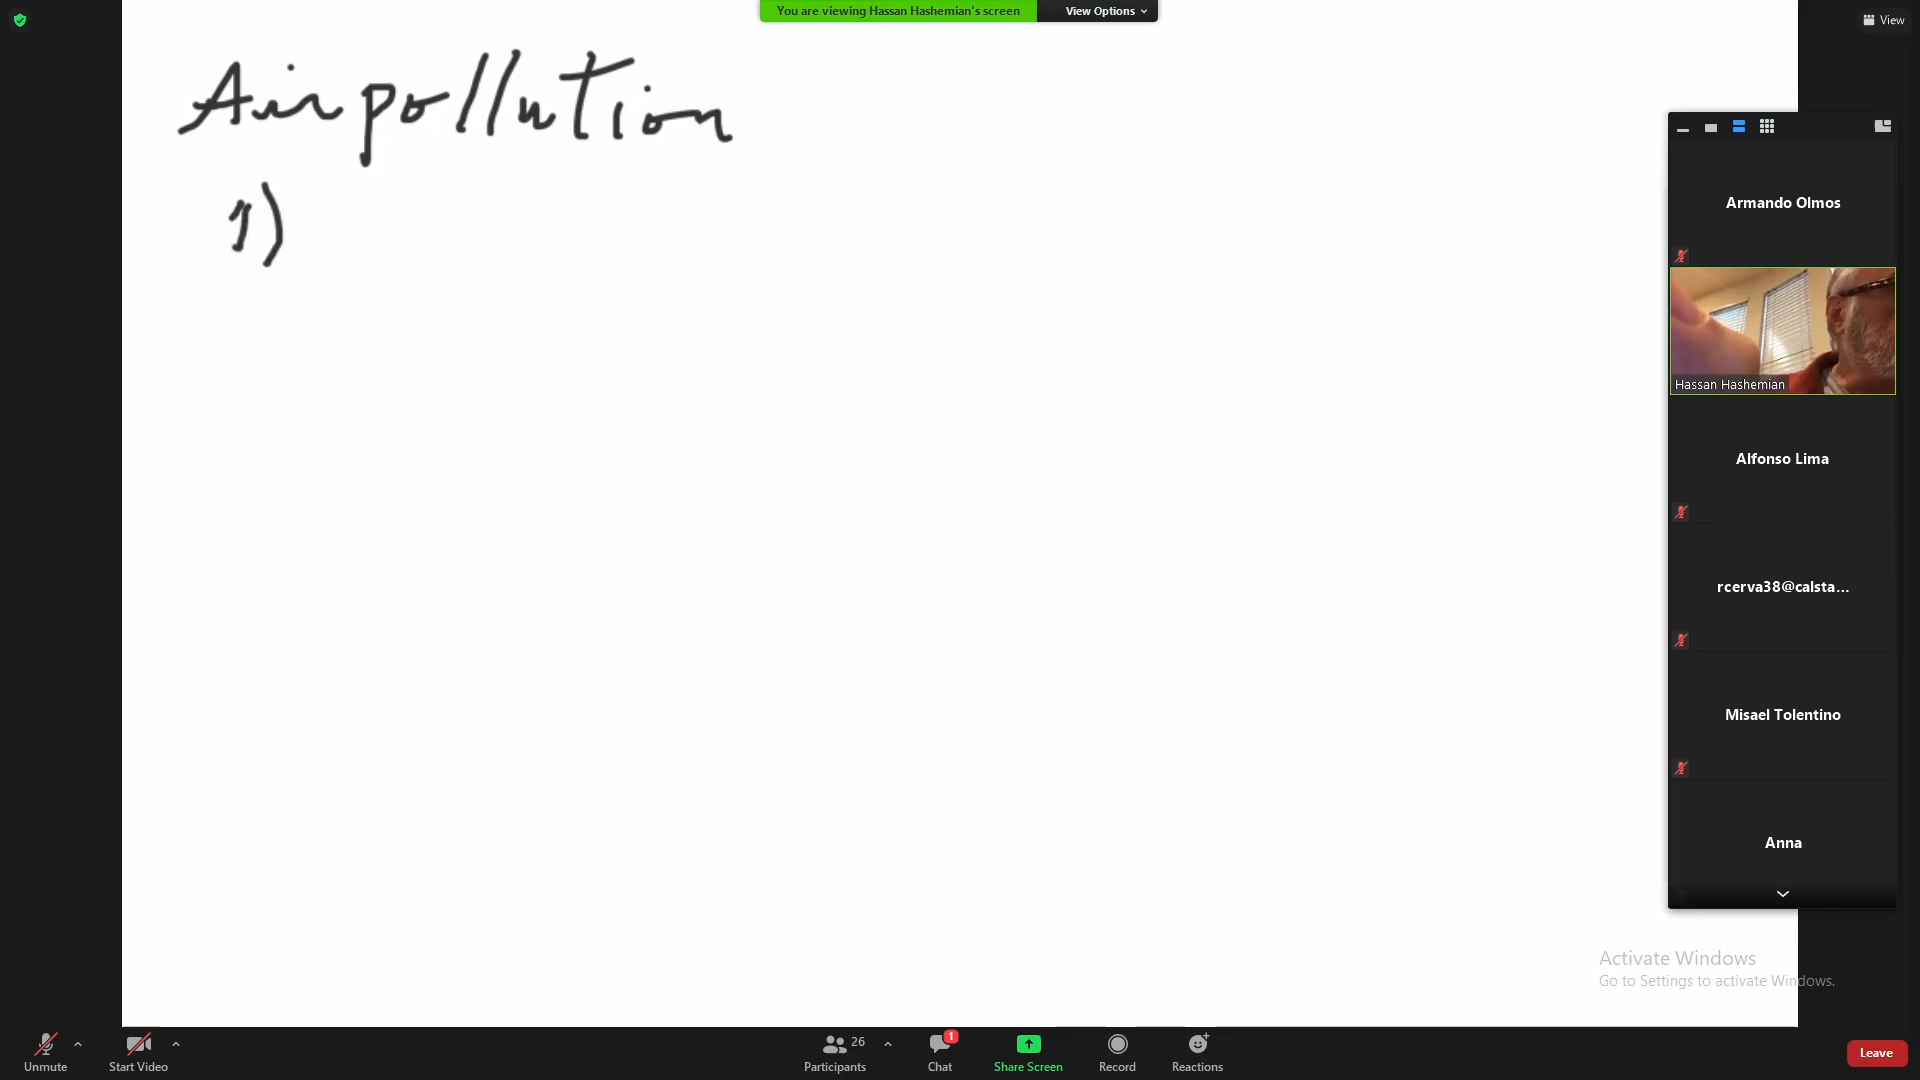 You are viewing Hassan Hashemian's screen
View Options
View
Air pollution
1)
Armando Olmos
Hassan Hashemian
Alfonso Lima
rcerva38@calsta...
Misael Tolentino
Anna
Activate Windows
Go to Settings to activate Windows.
Unmute
Start Video
26
Participants
1
Chat
Share Screen
Record
Reactions
Leave